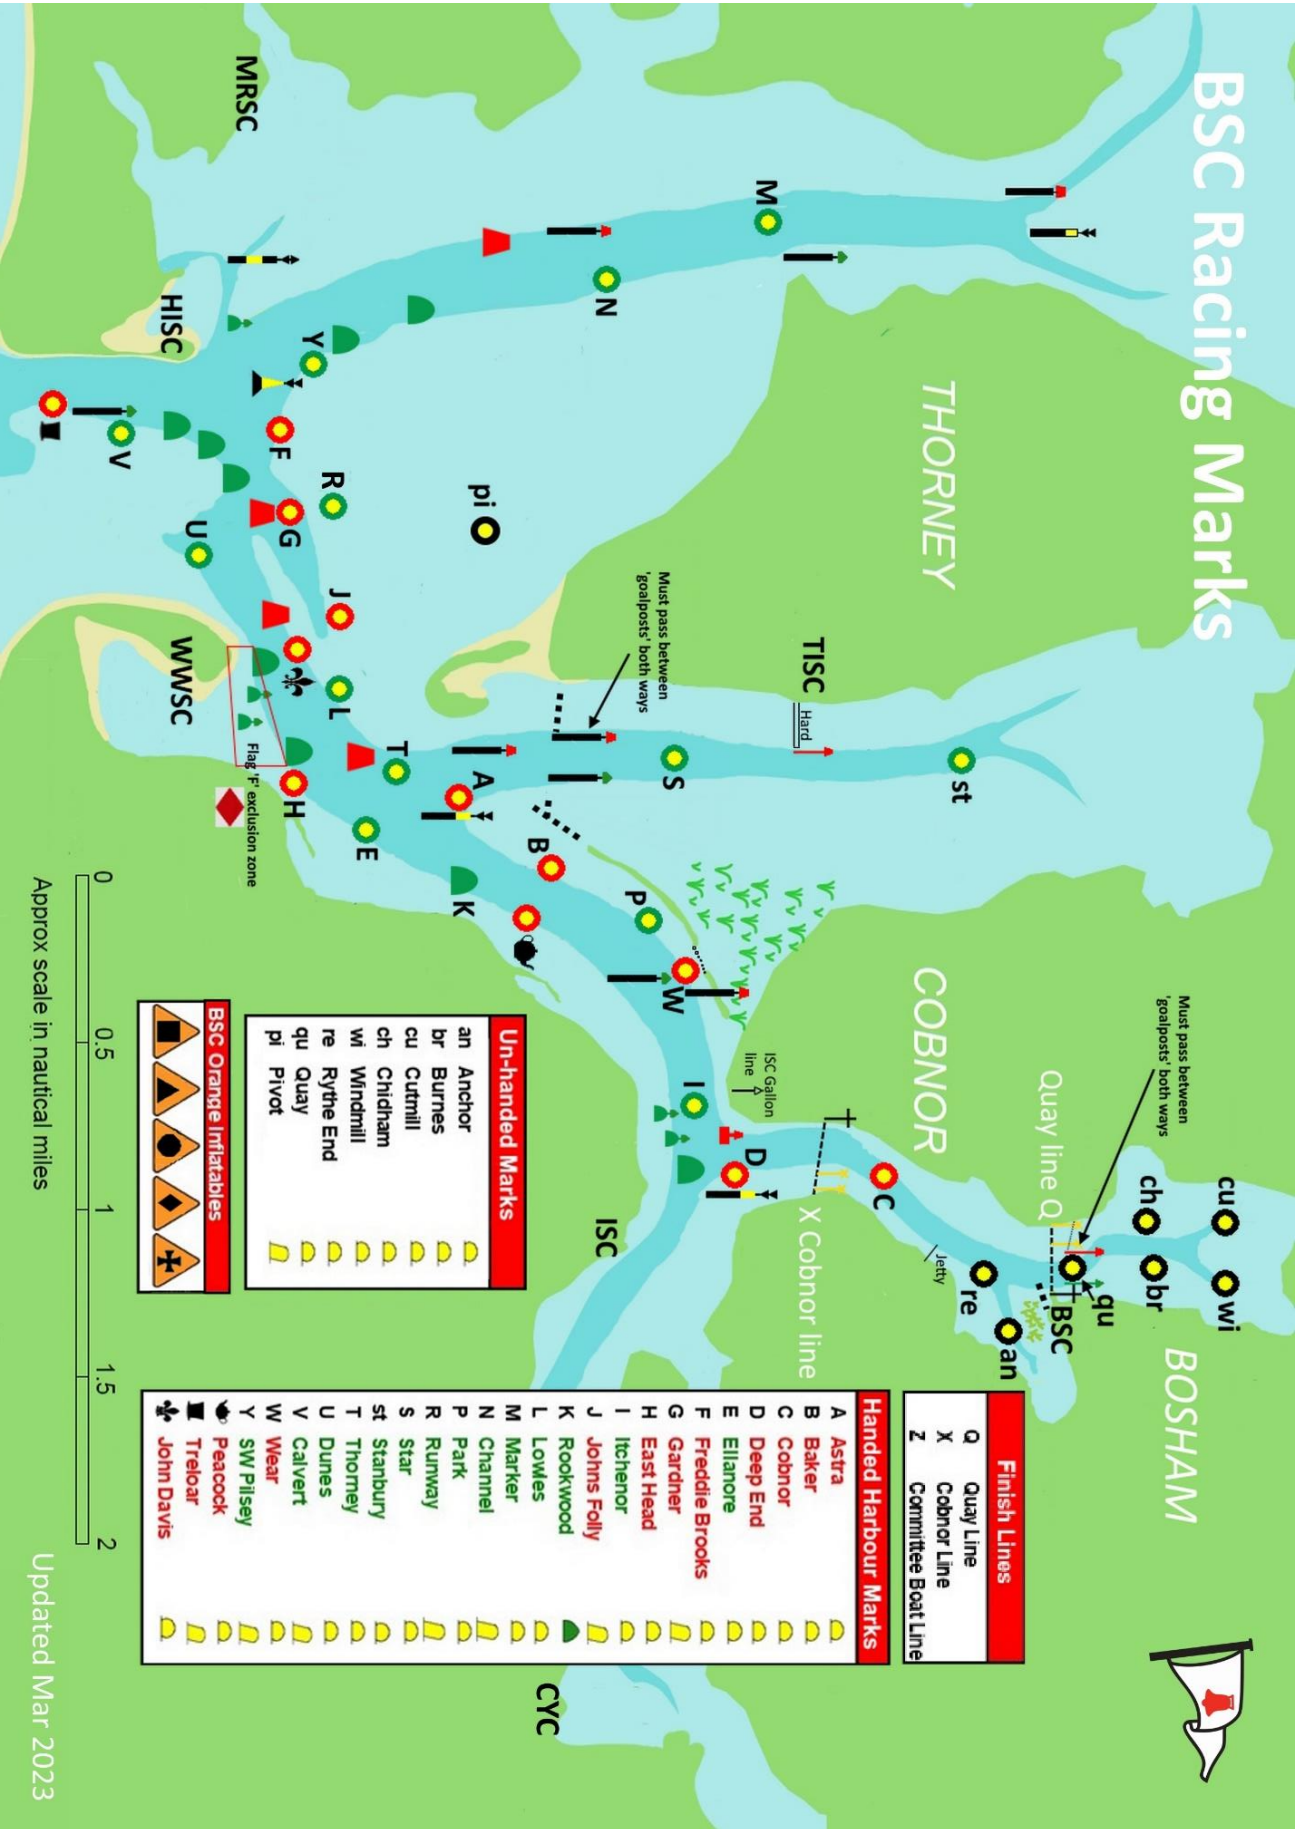 BSC Racing Marks
MRSC
HISC
THORNEY
TISC
Hard
Must pass between
'goalposts' both ways
WWSC
Flag 'F' exclusion zone
COBNOR
ISC Gallon
line
Must pass between
'goalposts' both ways
Quay line Q
X Cobnor line
Jetty
BSC
BOSHAM
ISC
CYC
M
N
Y
F
V
R
G
U
J
L
H
T
E
A
S
st
B
K
P
W
I
D
C
pi
cu
ch
br
wi
qu
re
an
Finish Lines
Q Quay Line
X Cobnor Line
Z Committee Boat Line
Handed Harbour Marks
A Astra
B Baker
C Cobnor
D Deep End
E Ellanore
F Freddie Brooks
G Gardner
H East Head
I Itchenor
J Johns Folly
K Rookwood
L Lowles
M Marker
N Channel
P Park
R Runway
S Star
st Stanbury
T Thorney
U Dunes
V Calvert
W Wear
Y SW Pilsey
Peacock
Treloar
John Davis
Un-handed Marks
an Anchor
br Burnes
cu Cutmill
ch Chidham
wi Windmill
re Rythe End
qu Quay
pi Pivot
BSC Orange Inflatables
0 0.5 1 1.5 2
Approx scale in nautical miles
Updated Mar 2023